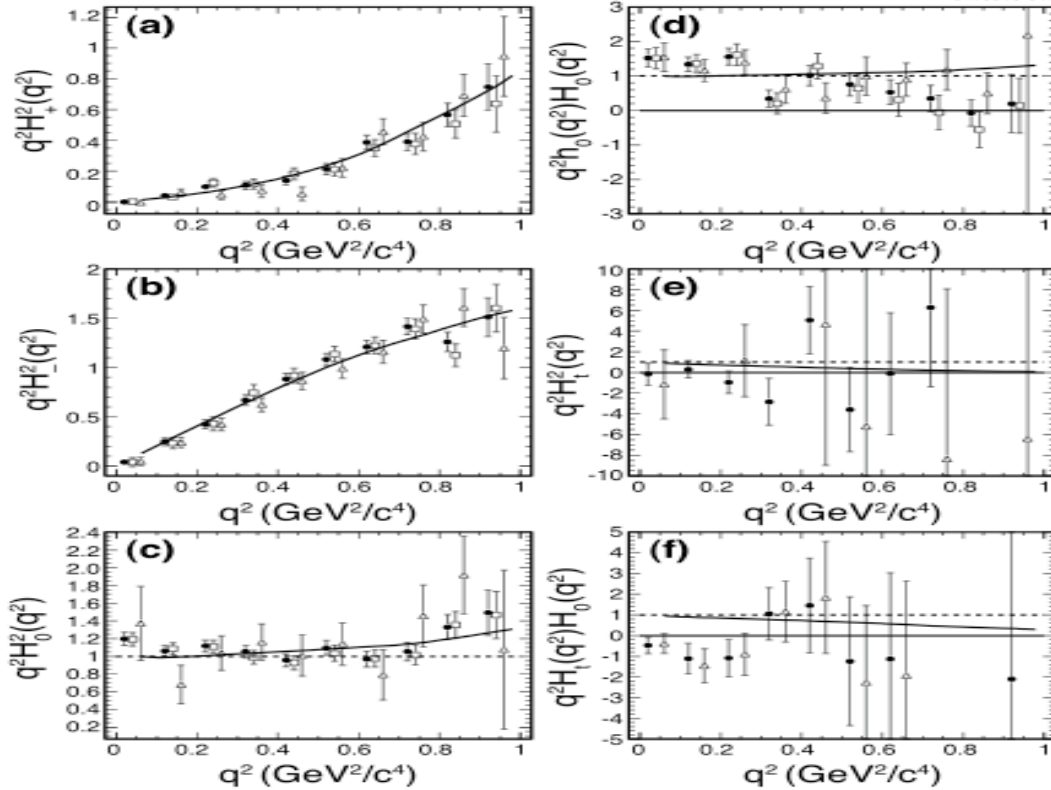 (a)
q²H²₊(q²)
1.2
1
0.8
0.6
0.4
0.2
0
0 0.2 0.4 0.6 0.8 1
q² (GeV²/c⁴)
(b)
q²H²₋(q²)
2
1.5
1
0.5
0
0 0.2 0.4 0.6 0.8 1
q² (GeV²/c⁴)
(c)
q²H²₀(q²)
2.4
2.2
2
1.8
1.6
1.4
1.2
1
0.8
0.6
0.4
0.2
0 0.2 0.4 0.6 0.8 1
q² (GeV²/c⁴)
(d)
q²h₀(q²)H₀(q²)
3
2
1
0
-1
-2
-3
0 0.2 0.4 0.6 0.8 1
q² (GeV²/c⁴)
(e)
q²H²ₜ(q²)
10
8
6
4
2
1
0
-2
-4
-6
-8
-10
0 0.2 0.4 0.6 0.8 1
q² (GeV²/c⁴)
(f)
q²Hₜ(q²)H₀(q²)
5
4
3
2
1
0
-1
-2
-3
-4
-5
0 0.2 0.4 0.6 0.8 1
q² (GeV²/c⁴)